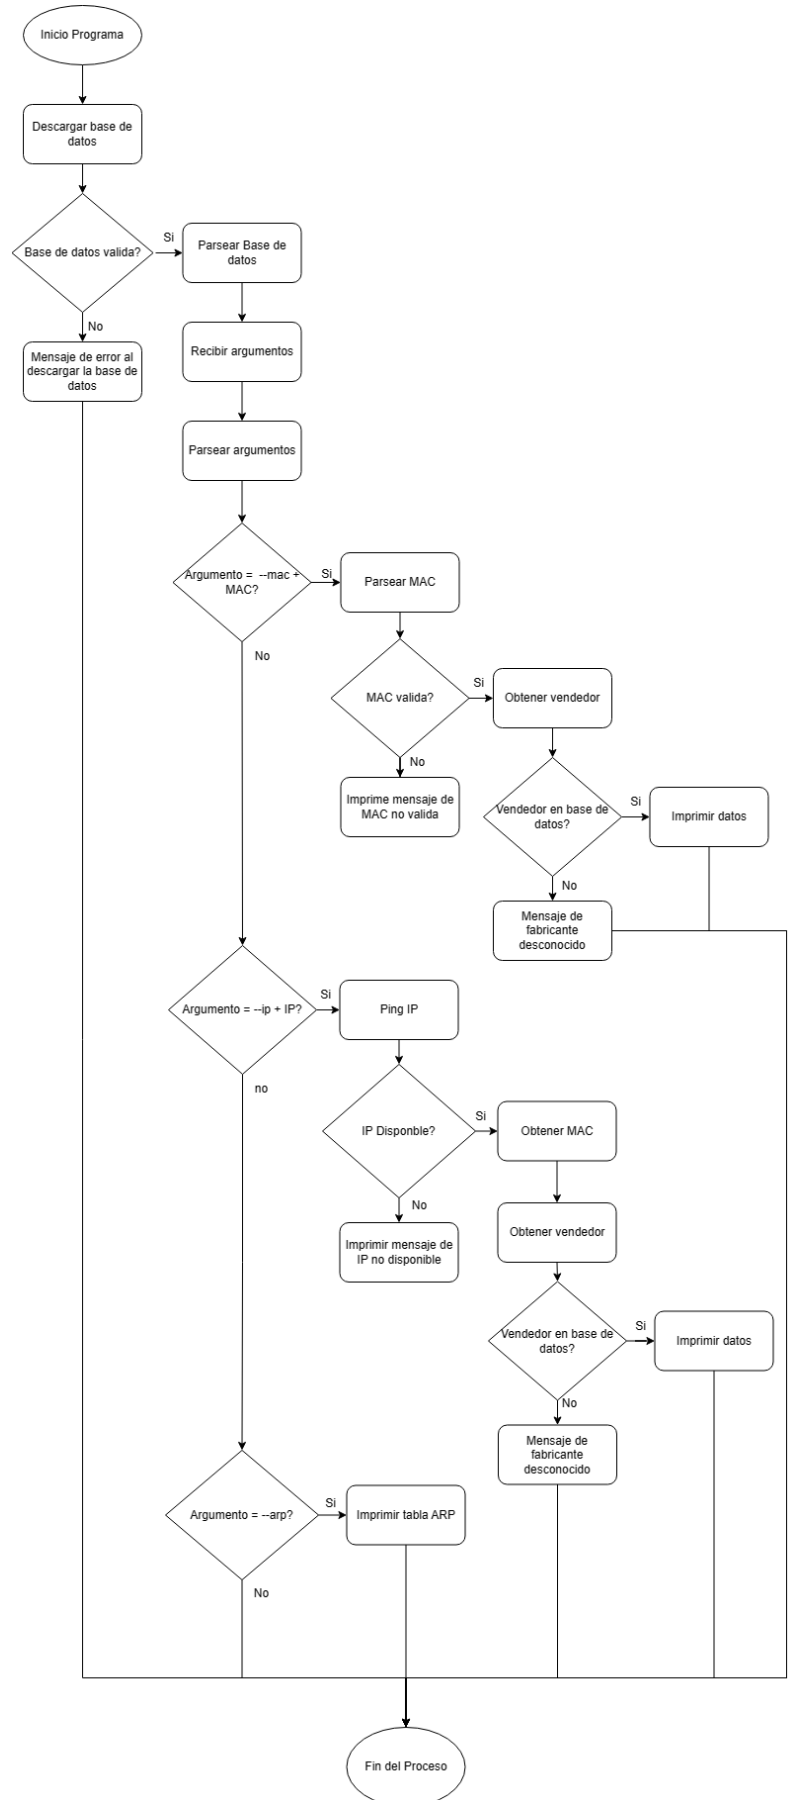 Inicio Programa
Descargar base de
datos
Base de datos valida?
Si
Parsear Base de
datos
No
Mensaje de error al
descargar la base de
datos
Recibir argumentos
Parsear argumentos
Argumento =  --mac +
MAC?
Si
Parsear MAC
No
MAC valida?
Si
Obtener vendedor
No
Imprime mensaje de
MAC no valida
Vendedor en base de
datos?
Si
Imprimir datos
No
Mensaje de
fabricante
desconocido
Argumento = --ip + IP?
Si
Ping IP
no
IP Disponble?
Si
Obtener MAC
No
Imprimir mensaje de
IP no disponible
Obtener vendedor
Vendedor en base de
datos?
Si
Imprimir datos
No
Mensaje de
fabricante
desconocido
Argumento = --arp?
Si
Imprimir tabla ARP
No
Fin del Proceso